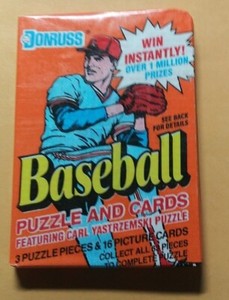 DONRUSS
WIN
INSTANTLY!
OVER 1 MILLION
PRIZES
SEE BACK
FOR DETAILS
Baseball
PUZZLE AND CARDS
FEATURING CARL YASTRZEMSKI PUZZLE
3 PUZZLE PIECES & 16 PICTURE CARDS
COLLECT ALL PIECES
TO COMPLETE PUZZLE